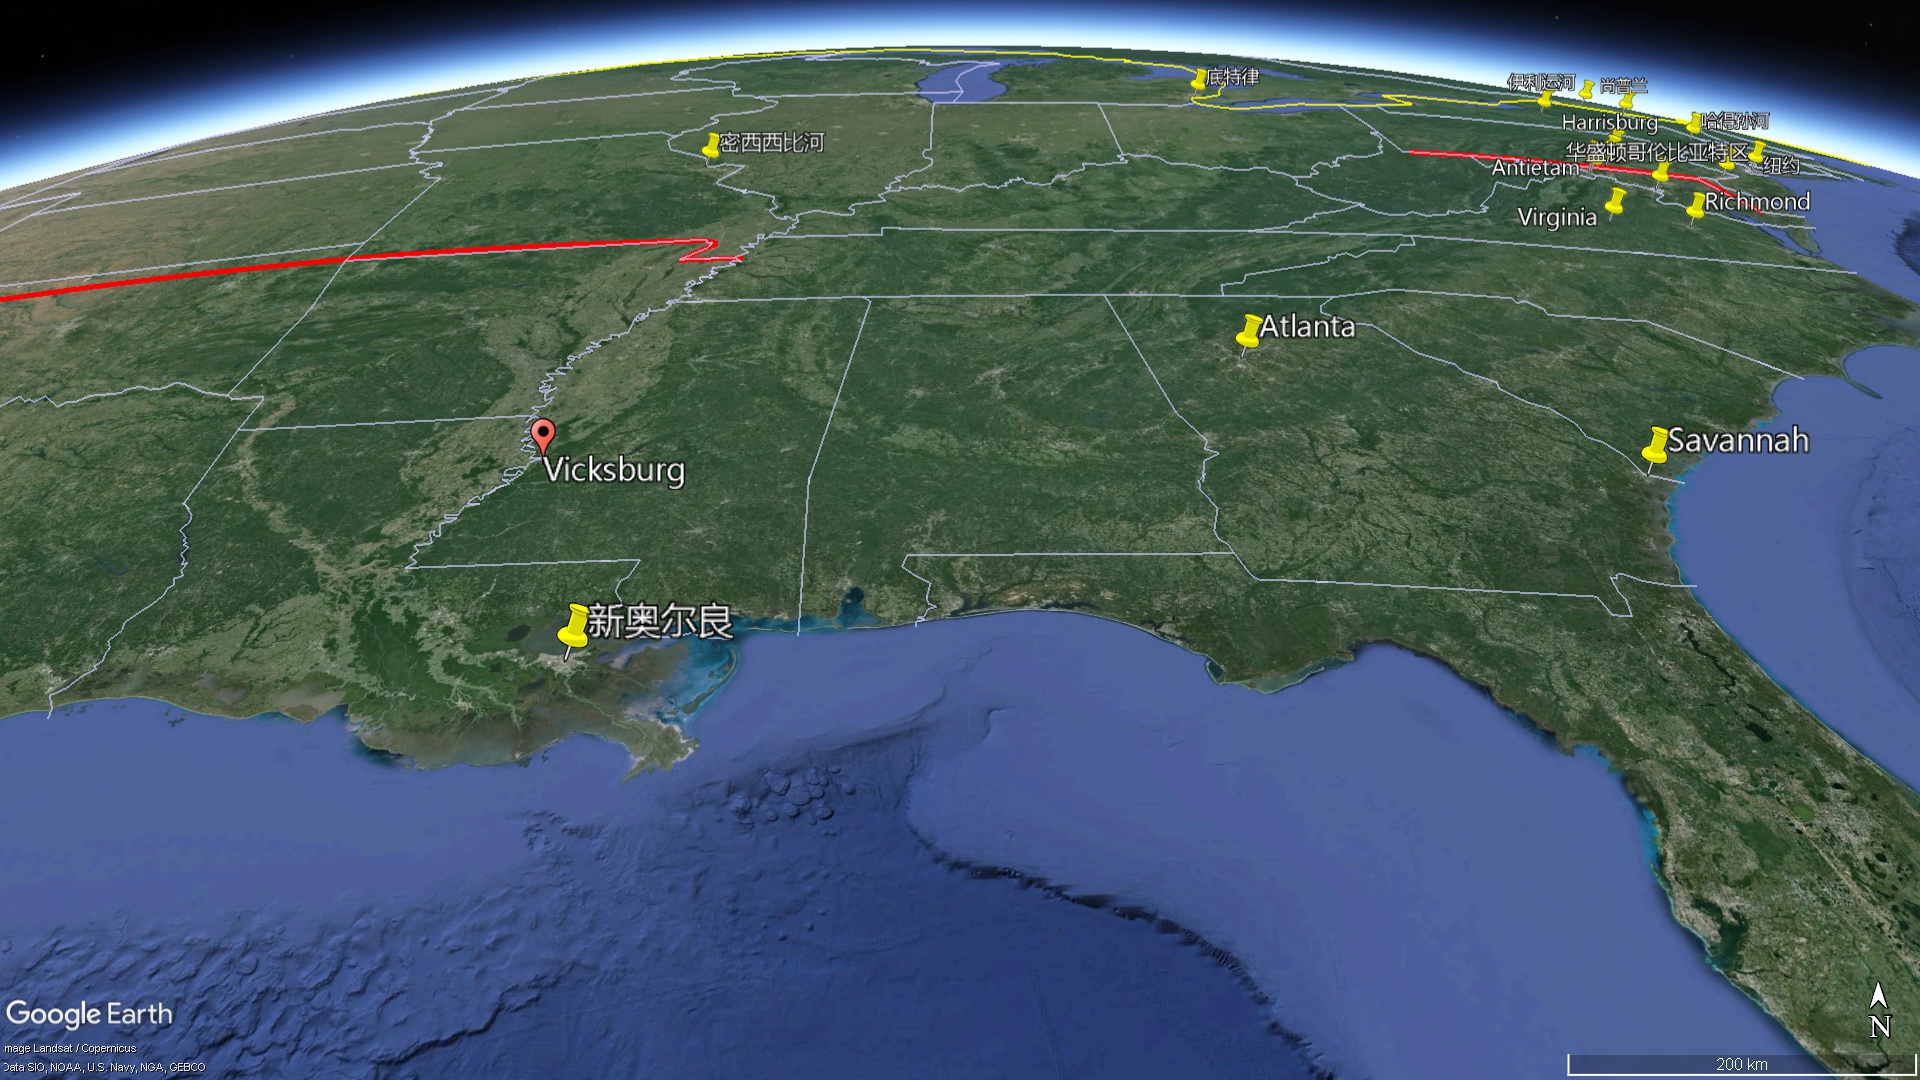 底特律
伊利运河
尚普兰
Harrisburg
哈得孙河
密西西比河
华盛顿哥伦比亚特区
Antietam
纽约
Richmond
Virginia
Atlanta
Savannah
Vicksburg
新奥尔良
Google Earth
mage Landsat / Copernicus
Data SIO, NOAA, U.S. Navy, NGA, GEBCO
N
200 km